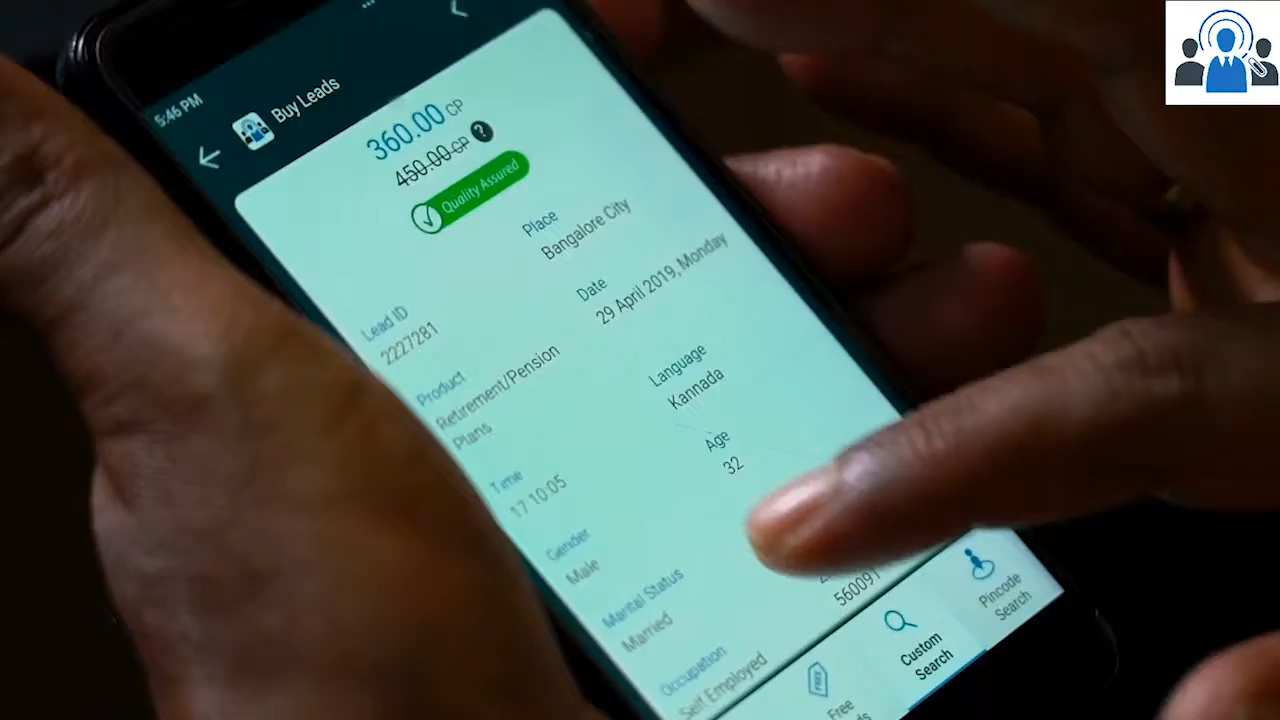 5:46 PM
Buy Leads
360.00 CP
450.00 CP ?
Quality Assured
Lead ID
2227281
Place
Bangalore City
Product
Retirement/Pension
Plans
Date
29 April 2019, Monday
Time
17 10:05
Language
Kannada
Gender
Male
Age
32
Marital Status
Married
560091
Occupation
Self Employed
FREE
Free
Custom
Search
Pincode
Search